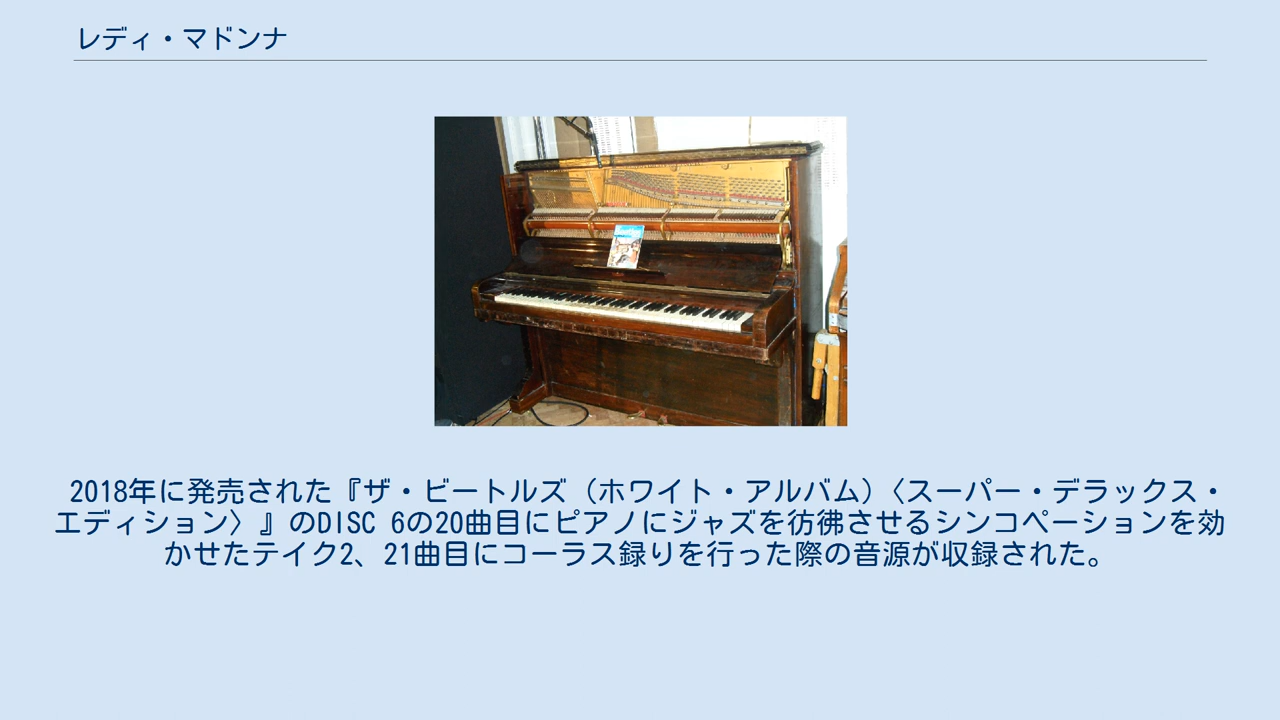 レディ・マドンナ
2018年に発売された『ザ・ビートルズ（ホワイト・アルバム）〈スーパー・デラックス・
エディション〉』のDISC 6の20曲目にピアノにジャズを彷彿させるシンコペーションを効
かせたテイク2、21曲目にコーラス録りを行った際の音源が収録された。